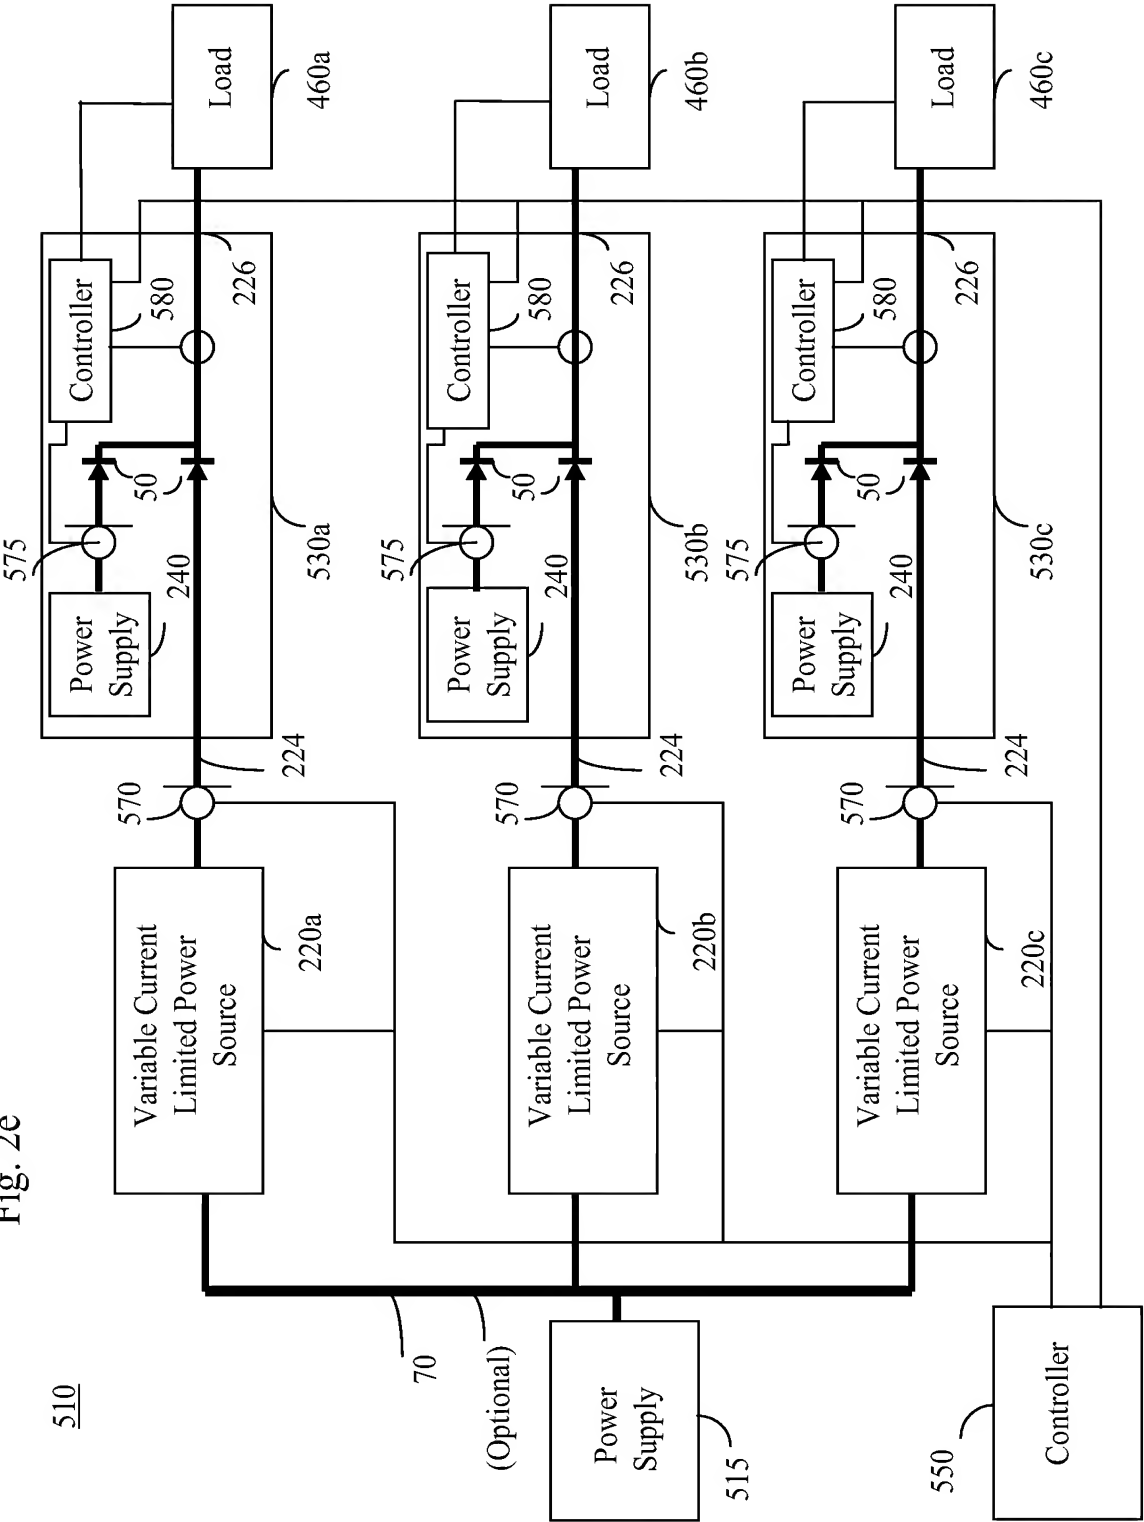 Fig. 2e
510
Load
460a
Controller
580
226
50
575
240
Power
Supply
530a
224
570
Variable Current
Limited Power
Source
220a
Load
460b
Controller
580
226
50
575
240
Power
Supply
530b
224
570
Variable Current
Limited Power
Source
220b
Load
460c
Controller
580
226
50
575
240
Power
Supply
530c
224
570
Variable Current
Limited Power
Source
220c
70
(Optional)
Power
Supply
515
550
Controller